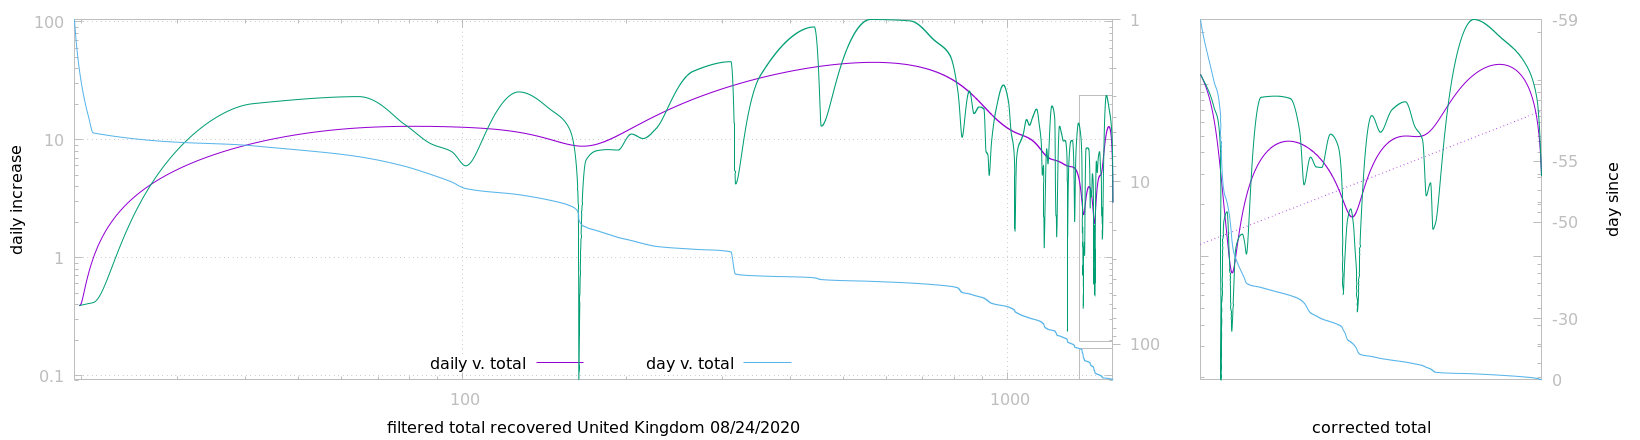 100
10
1
0.1
daily increase
100
1000
1
10
100
daily v. total
day v. total
filtered total recovered United Kingdom 08/24/2020
-59
-55
-50
-30
0
day since
corrected total